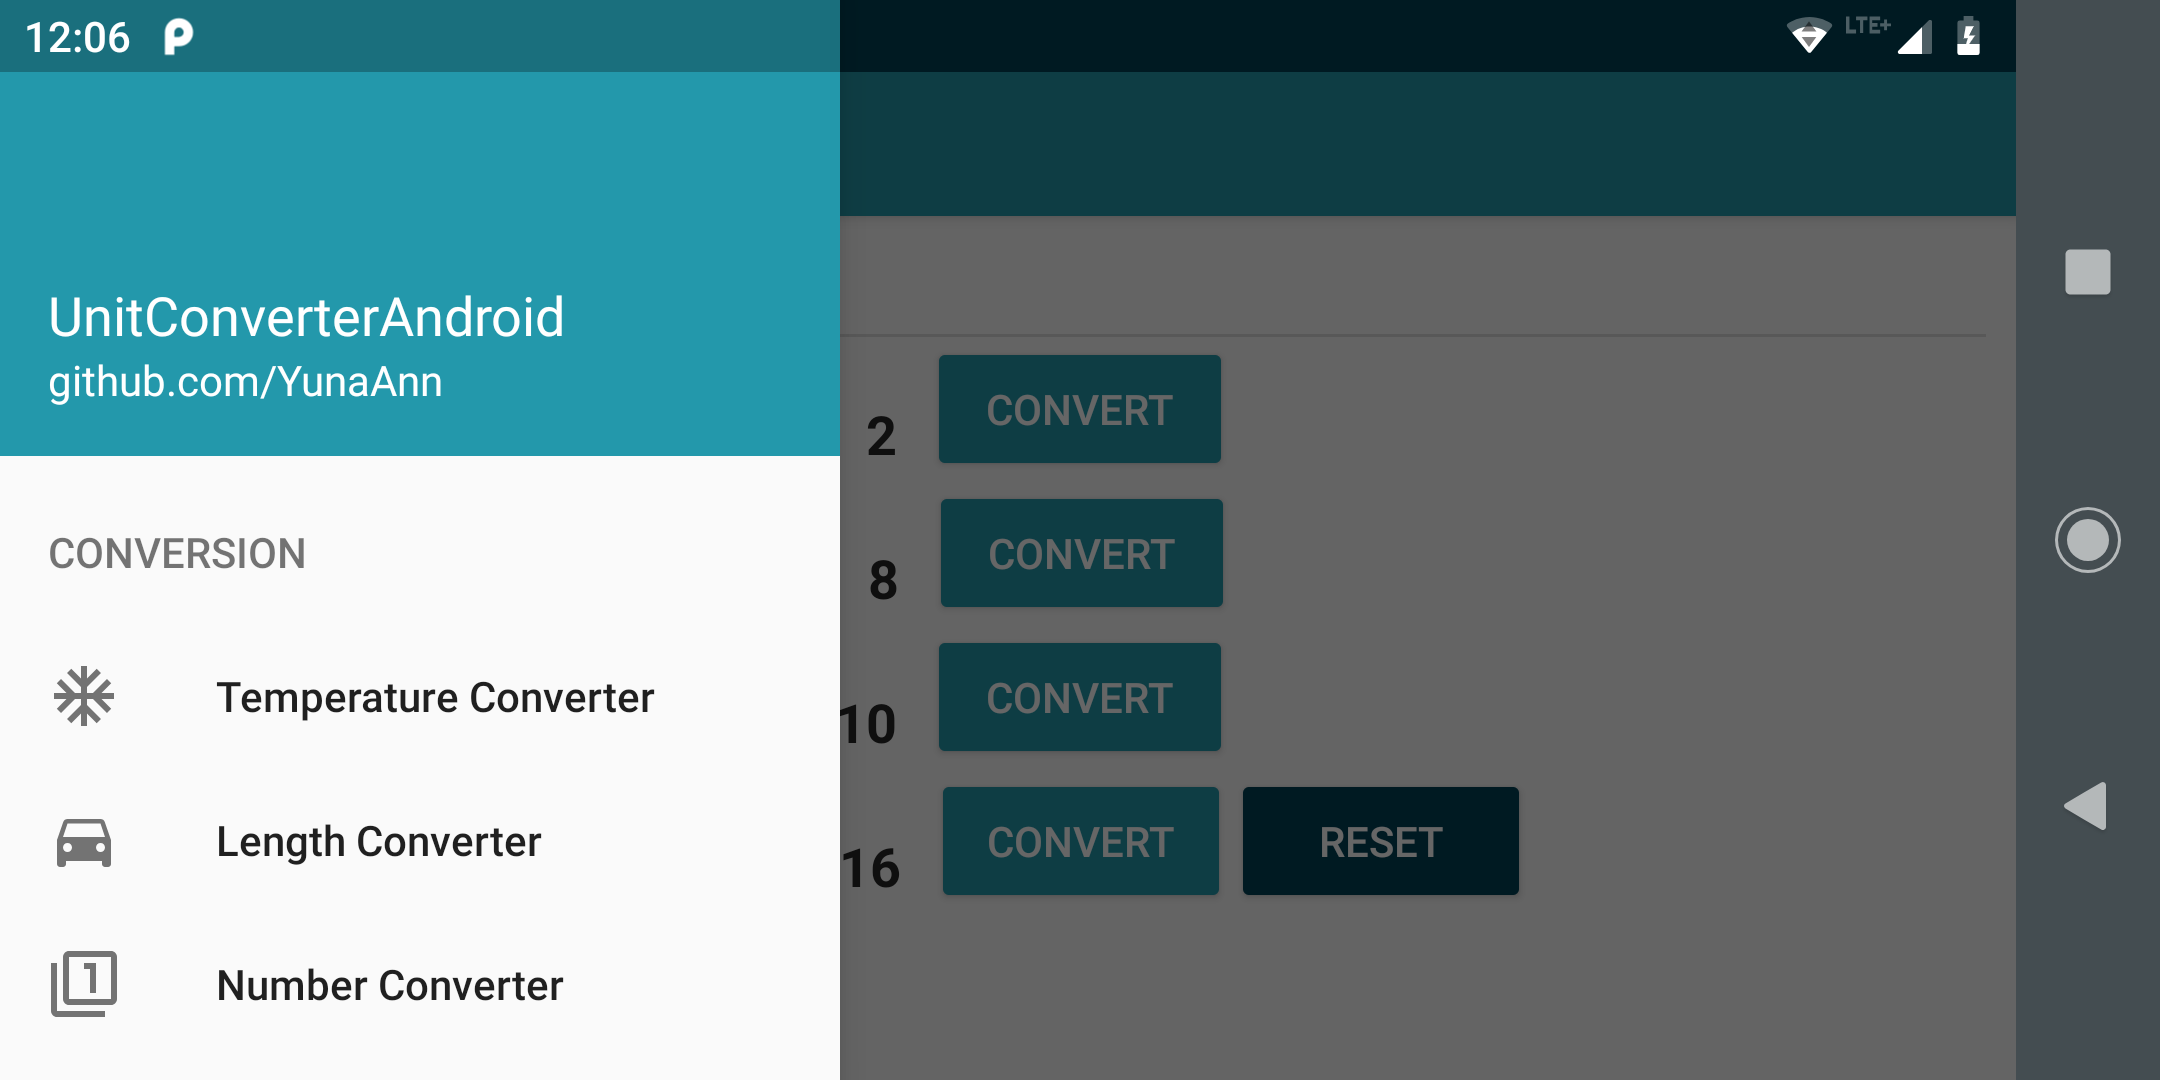 12:06
LTE+
UnitConverterAndroid
github.com/YunaAnn
CONVERSION
Temperature Converter
Length Converter
1
Number Converter
2 CONVERT
8 CONVERT
10 CONVERT
16 CONVERT RESET